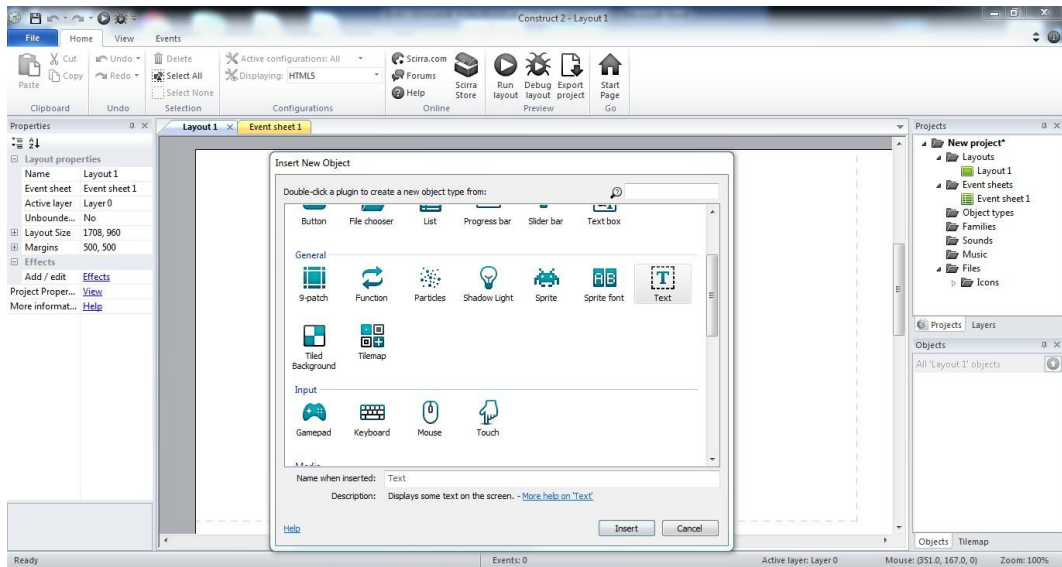 Construct 2 - Layout 1
File Home View Events
Paste Cut Copy
Clipboard
Undo Redo
Undo
Delete
Select All
Select None
Selection
Active configurations: All
Displaying: HTML5
Configurations
Scirra.com
Forums
Help
Scirra Store
Online
Run layout
Debug layout
Export project
Preview
Start Page
Go
Properties
Layout properties
Name Layout 1
Event sheet Event sheet 1
Active layer Layer 0
Unbounde... No
Layout Size 1708, 960
Margins 500, 500
Effects
Add / edit Effects
Project Proper... View
More informat... Help
Layout 1 Event sheet 1
Insert New Object
Double-click a plugin to create a new object type from:
Button File chooser List Progress bar Slider bar Text box
General
9-patch Function Particles Shadow Light Sprite Sprite font Text
Tiled Background Tilemap
Input
Gamepad Keyboard Mouse Touch
Media
Name when inserted: Text
Description: Displays some text on the screen. - More help on 'Text'
Help Insert Cancel
Projects
New project*
Layouts
Layout 1
Event sheets
Event sheet 1
Object types
Families
Sounds
Music
Files
Icons
Projects Layers
Objects
All 'Layout 1' objects
Objects Tilemap
Ready Events: 0 Active layer: Layer 0 Mouse: (351.0, 167.0, 0) Zoom: 100%